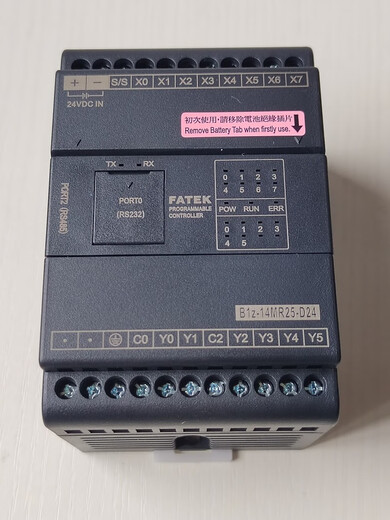 + − S/S X0 X1 X2 X3 X4 X5 X6 X7
24VDC IN
初次使用,請移除電池絕緣插片
Remove Battery Tab when firstly use.
TX RX
PORT2 (RS485)
PORT0
(RS232)
FATEK
PROGRAMMABLE
CONTROLLER
0 1 2 3
4 5 6 7
POW RUN ERR
0 1 2 3
4 5
B1z-14MR25-D24
C0 Y0 Y1 C2 Y2 Y3 Y4 Y5